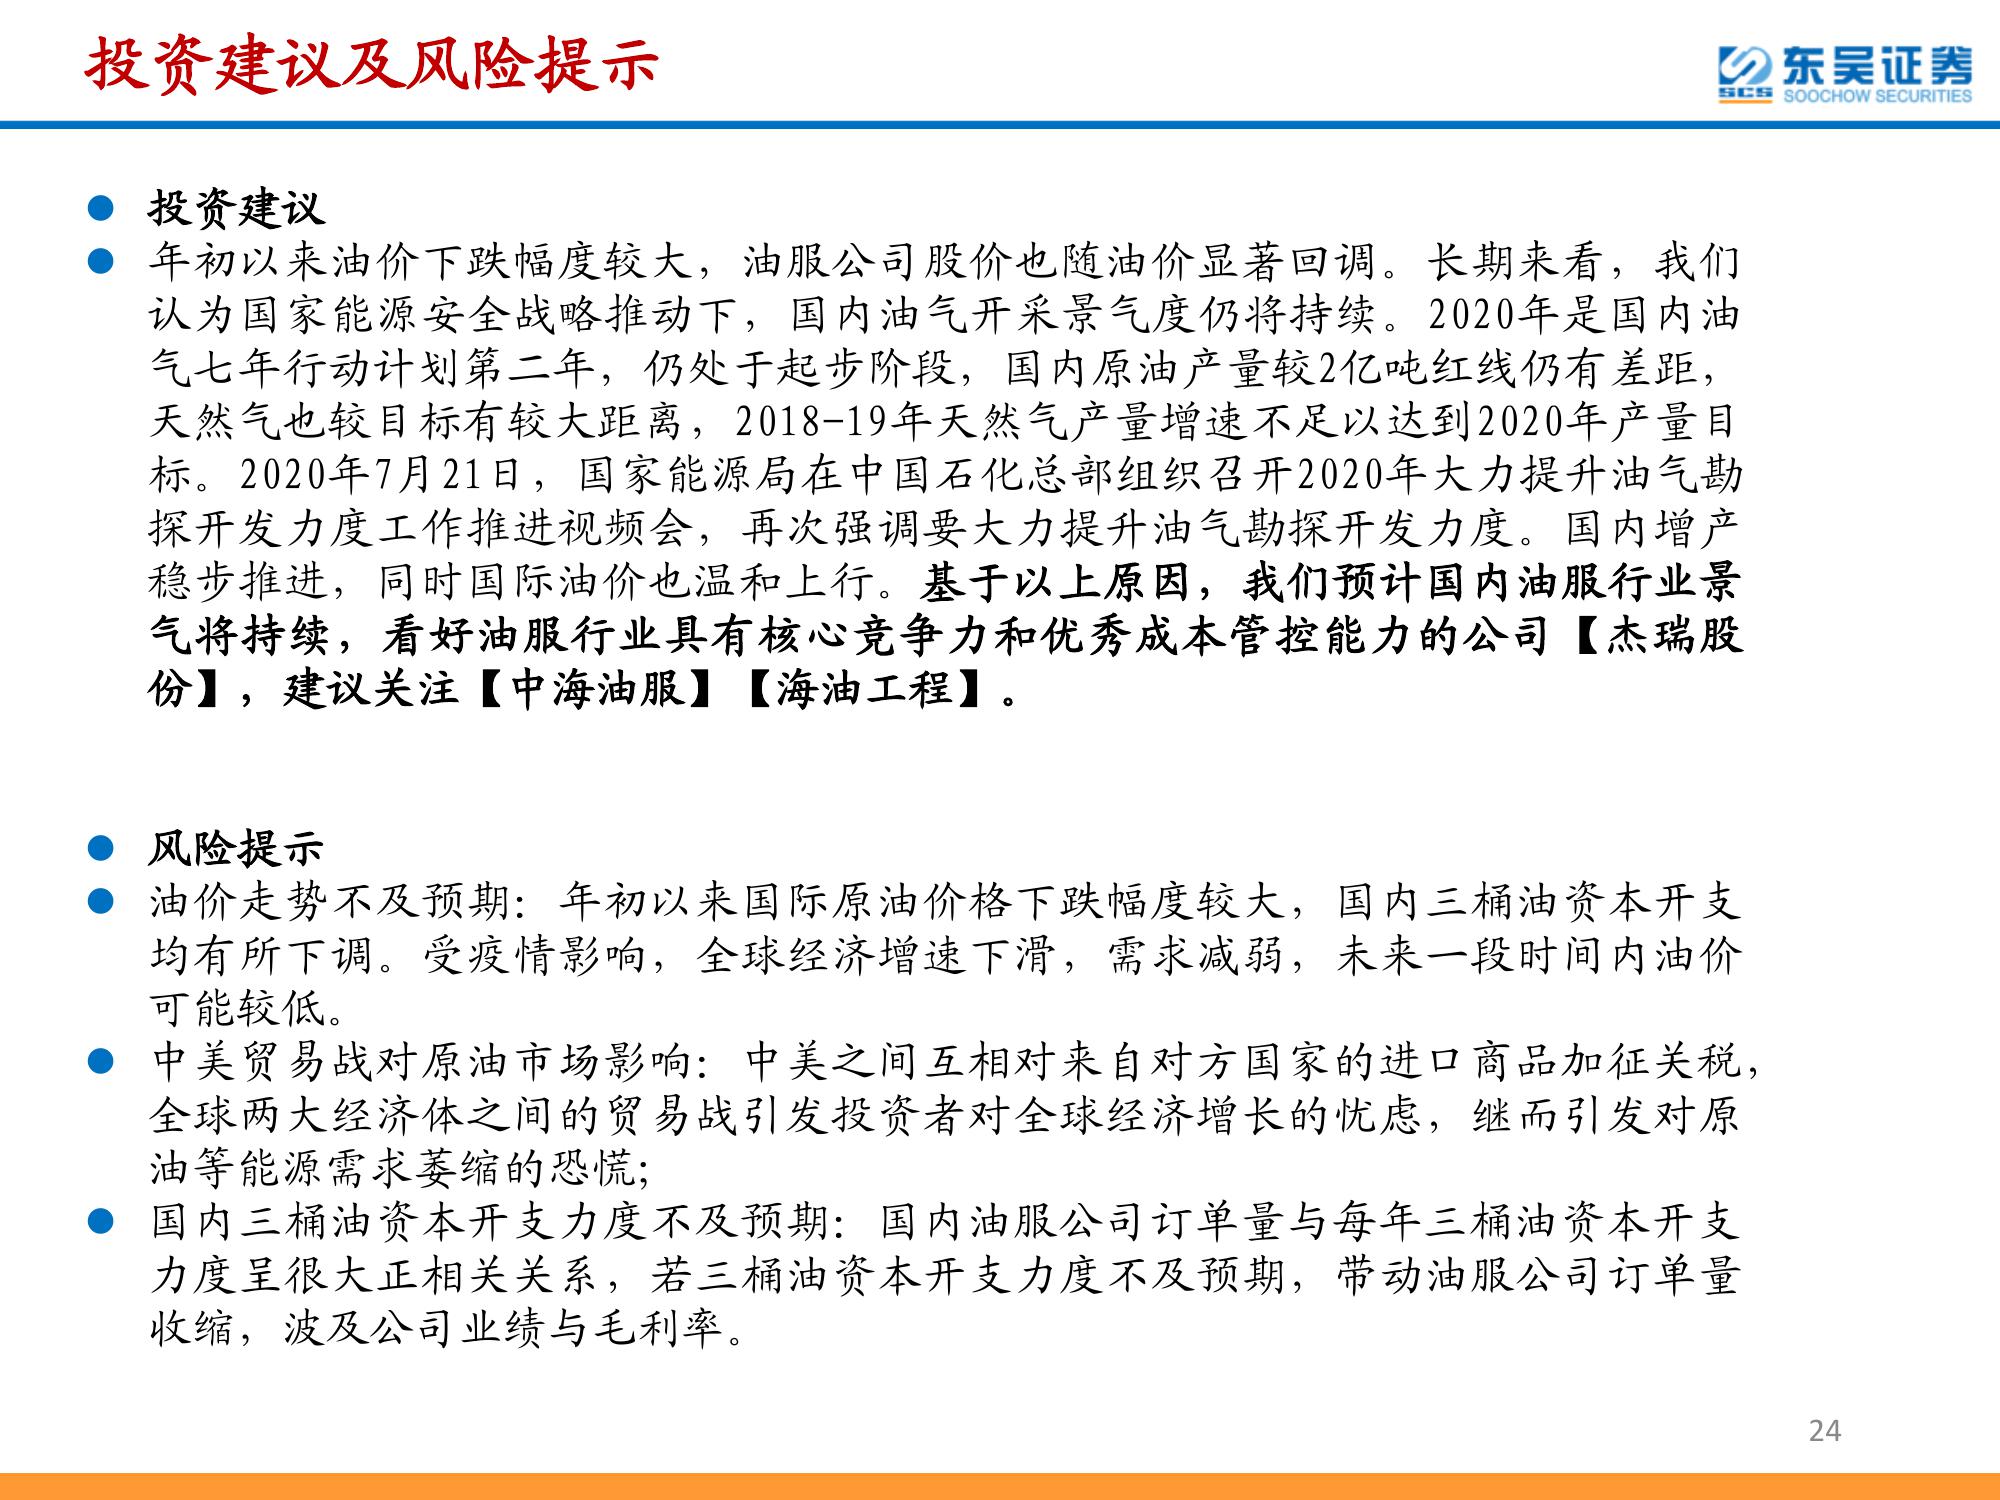 投资建议及风险提示
东吴证券
SCS
SOOCHOW SECURITIES
投资建议
年初以来油价下跌幅度较大，油服公司股价也随油价显著回调。长期来看，我们
认为国家能源安全战略推动下，国内油气开采景气度仍将持续。2020年是国内油
气七年行动计划第二年，仍处于起步阶段，国内原油产量较2亿吨红线仍有差距，
天然气也较目标有较大距离，2018-19年天然气产量增速不足以达到2020年产量目
标。2020年7月21日，国家能源局在中国石化总部组织召开2020年大力提升油气勘
探开发力度工作推进视频会，再次强调要大力提升油气勘探开发力度。国内增产
稳步推进，同时国际油价也温和上行。基于以上原因，我们预计国内油服行业景
气将持续，看好油服行业具有核心竞争力和优秀成本管控能力的公司【杰瑞股
份】，建议关注【中海油服】【海油工程】。
风险提示
油价走势不及预期：年初以来国际原油价格下跌幅度较大，国内三桶油资本开支
均有所下调。受疫情影响，全球经济增速下滑，需求减弱，未来一段时间内油价
可能较低。
中美贸易战对原油市场影响：中美之间互相对来自对方国家的进口商品加征关税，
全球两大经济体之间的贸易战引发投资者对全球经济增长的忧虑，继而引发对原
油等能源需求萎缩的恐慌；
国内三桶油资本开支力度不及预期：国内油服公司订单量与每年三桶油资本开支
力度呈很大正相关关系，若三桶油资本开支力度不及预期，带动油服公司订单量
收缩，波及公司业绩与毛利率。
24